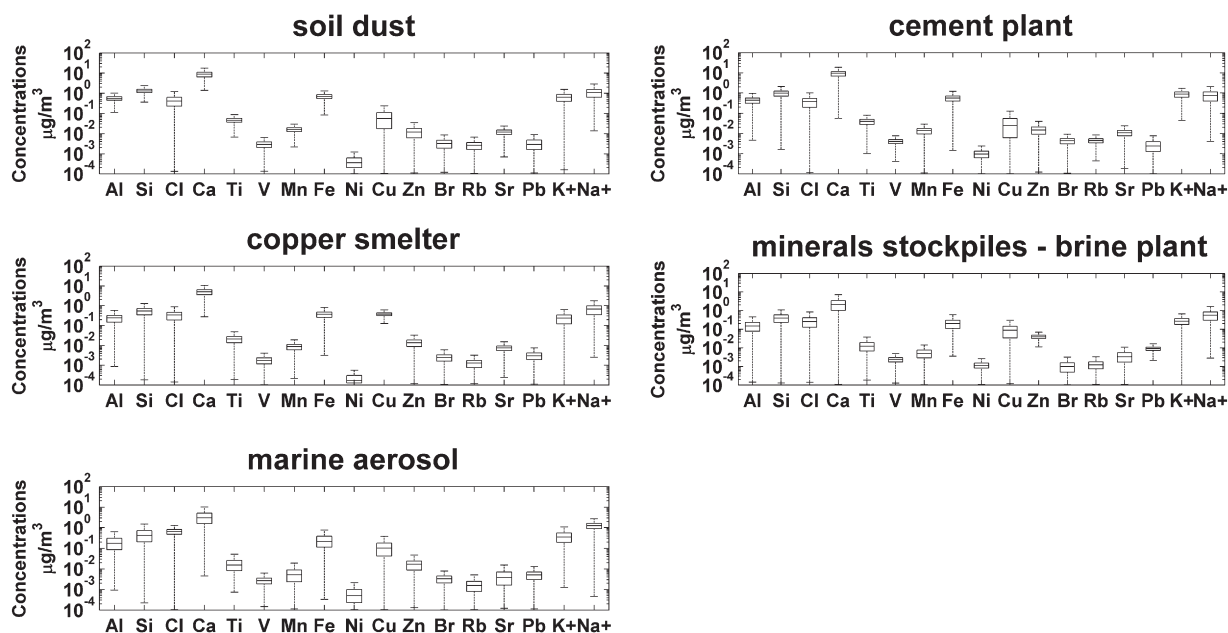 soil dust
Concentrations
µg/m³
10²
10¹
10⁰
10⁻¹
10⁻²
10⁻³
10⁻⁴
Al Si Cl Ca Ti V Mn Fe Ni Cu Zn Br Rb Sr Pb K+ Na+
cement plant
Concentrations
µg/m³
10²
10¹
10⁰
10⁻¹
10⁻²
10⁻³
10⁻⁴
Al Si Cl Ca Ti V Mn Fe Ni Cu Zn Br Rb Sr Pb K+ Na+
copper smelter
Concentrations
µg/m³
10²
10¹
10⁰
10⁻¹
10⁻²
10⁻³
10⁻⁴
Al Si Cl Ca Ti V Mn Fe Ni Cu Zn Br Rb Sr Pb K+ Na+
minerals stockpiles - brine plant
Concentrations
µg/m³
10²
10¹
10⁰
10⁻¹
10⁻²
10⁻³
10⁻⁴
Al Si Cl Ca Ti V Mn Fe Ni Cu Zn Br Rb Sr Pb K+ Na+
marine aerosol
Concentrations
µg/m³
10²
10¹
10⁰
10⁻¹
10⁻²
10⁻³
10⁻⁴
Al Si Cl Ca Ti V Mn Fe Ni Cu Zn Br Rb Sr Pb K+ Na+